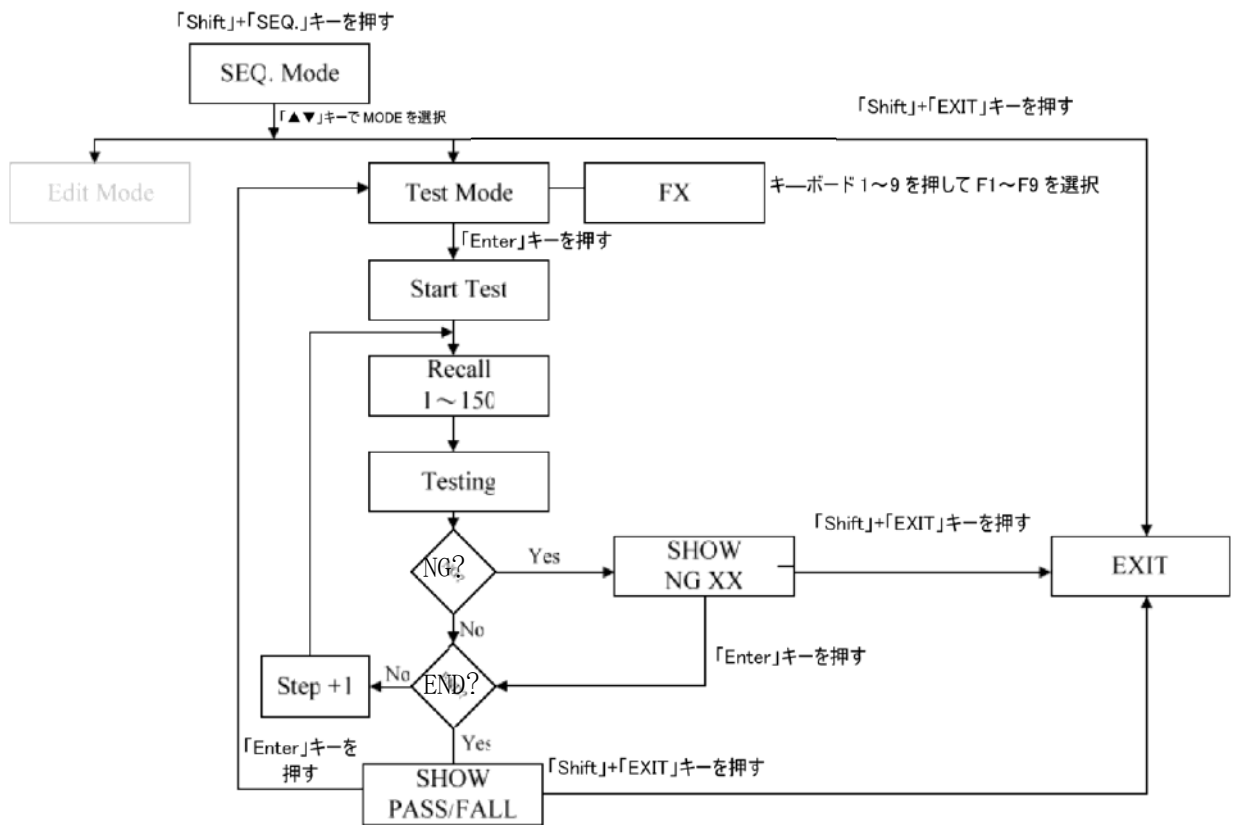 「Shift」+「SEQ.」キーを押す
SEQ. Mode
「▲▼」キーで MODE を選択
「Shift」+「EXIT」キーを押す
Edit Mode
Test Mode
FX
キ―ボード 1～9 を押して F1～F9 を選択
「Enter」キーを押す
Start Test
Recall
1～150
Testing
「Shift」+「EXIT」キーを押す
NG?
Yes
SHOW
NG XX
EXIT
No
「Enter」キーを押す
Step +1
No
END?
Yes
「Enter」キーを
押す
SHOW
PASS/FALL
「Shift」+「EXIT」キーを押す